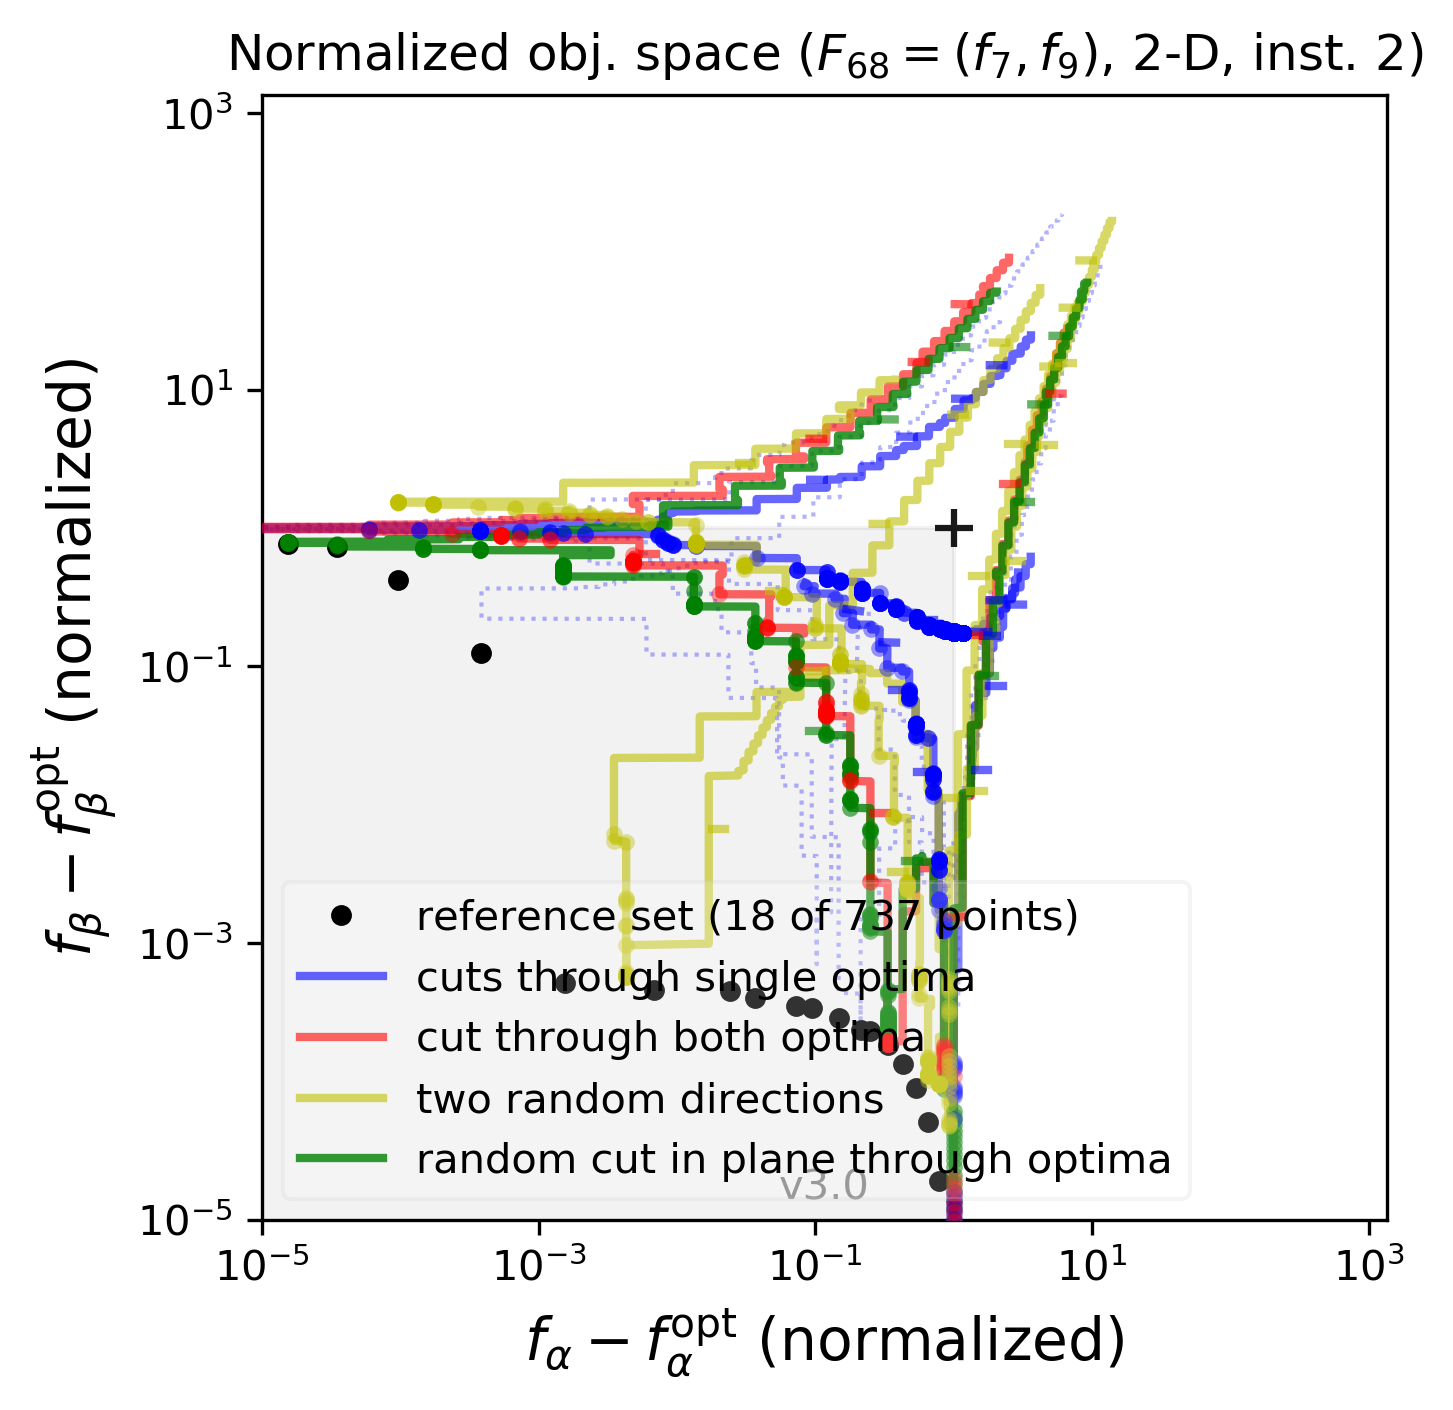 Normalized obj. space (F₆₈ = (f₇, f₉), 2-D, inst. 2)
10³
10¹
10⁻¹
10⁻³
10⁻⁵
f_β − f_β^opt (normalized)
reference set (18 of 737 points)
cuts through single optima
cut through both optima
two random directions
random cut in plane through optima
v3.0
10⁻⁵
10⁻³
10⁻¹
10¹
10³
f_α − f_α^opt (normalized)